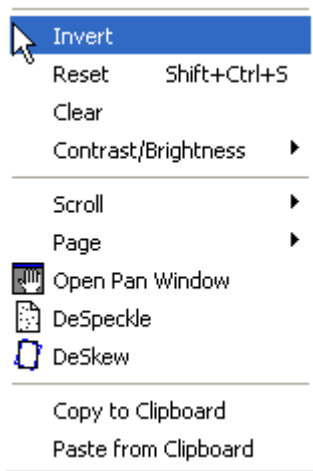 Invert
Reset Shift+Ctrl+S
Clear
Contrast/Brightness
Scroll
Page
Open Pan Window
DeSpeckle
DeSkew
Copy to Clipboard
Paste from Clipboard